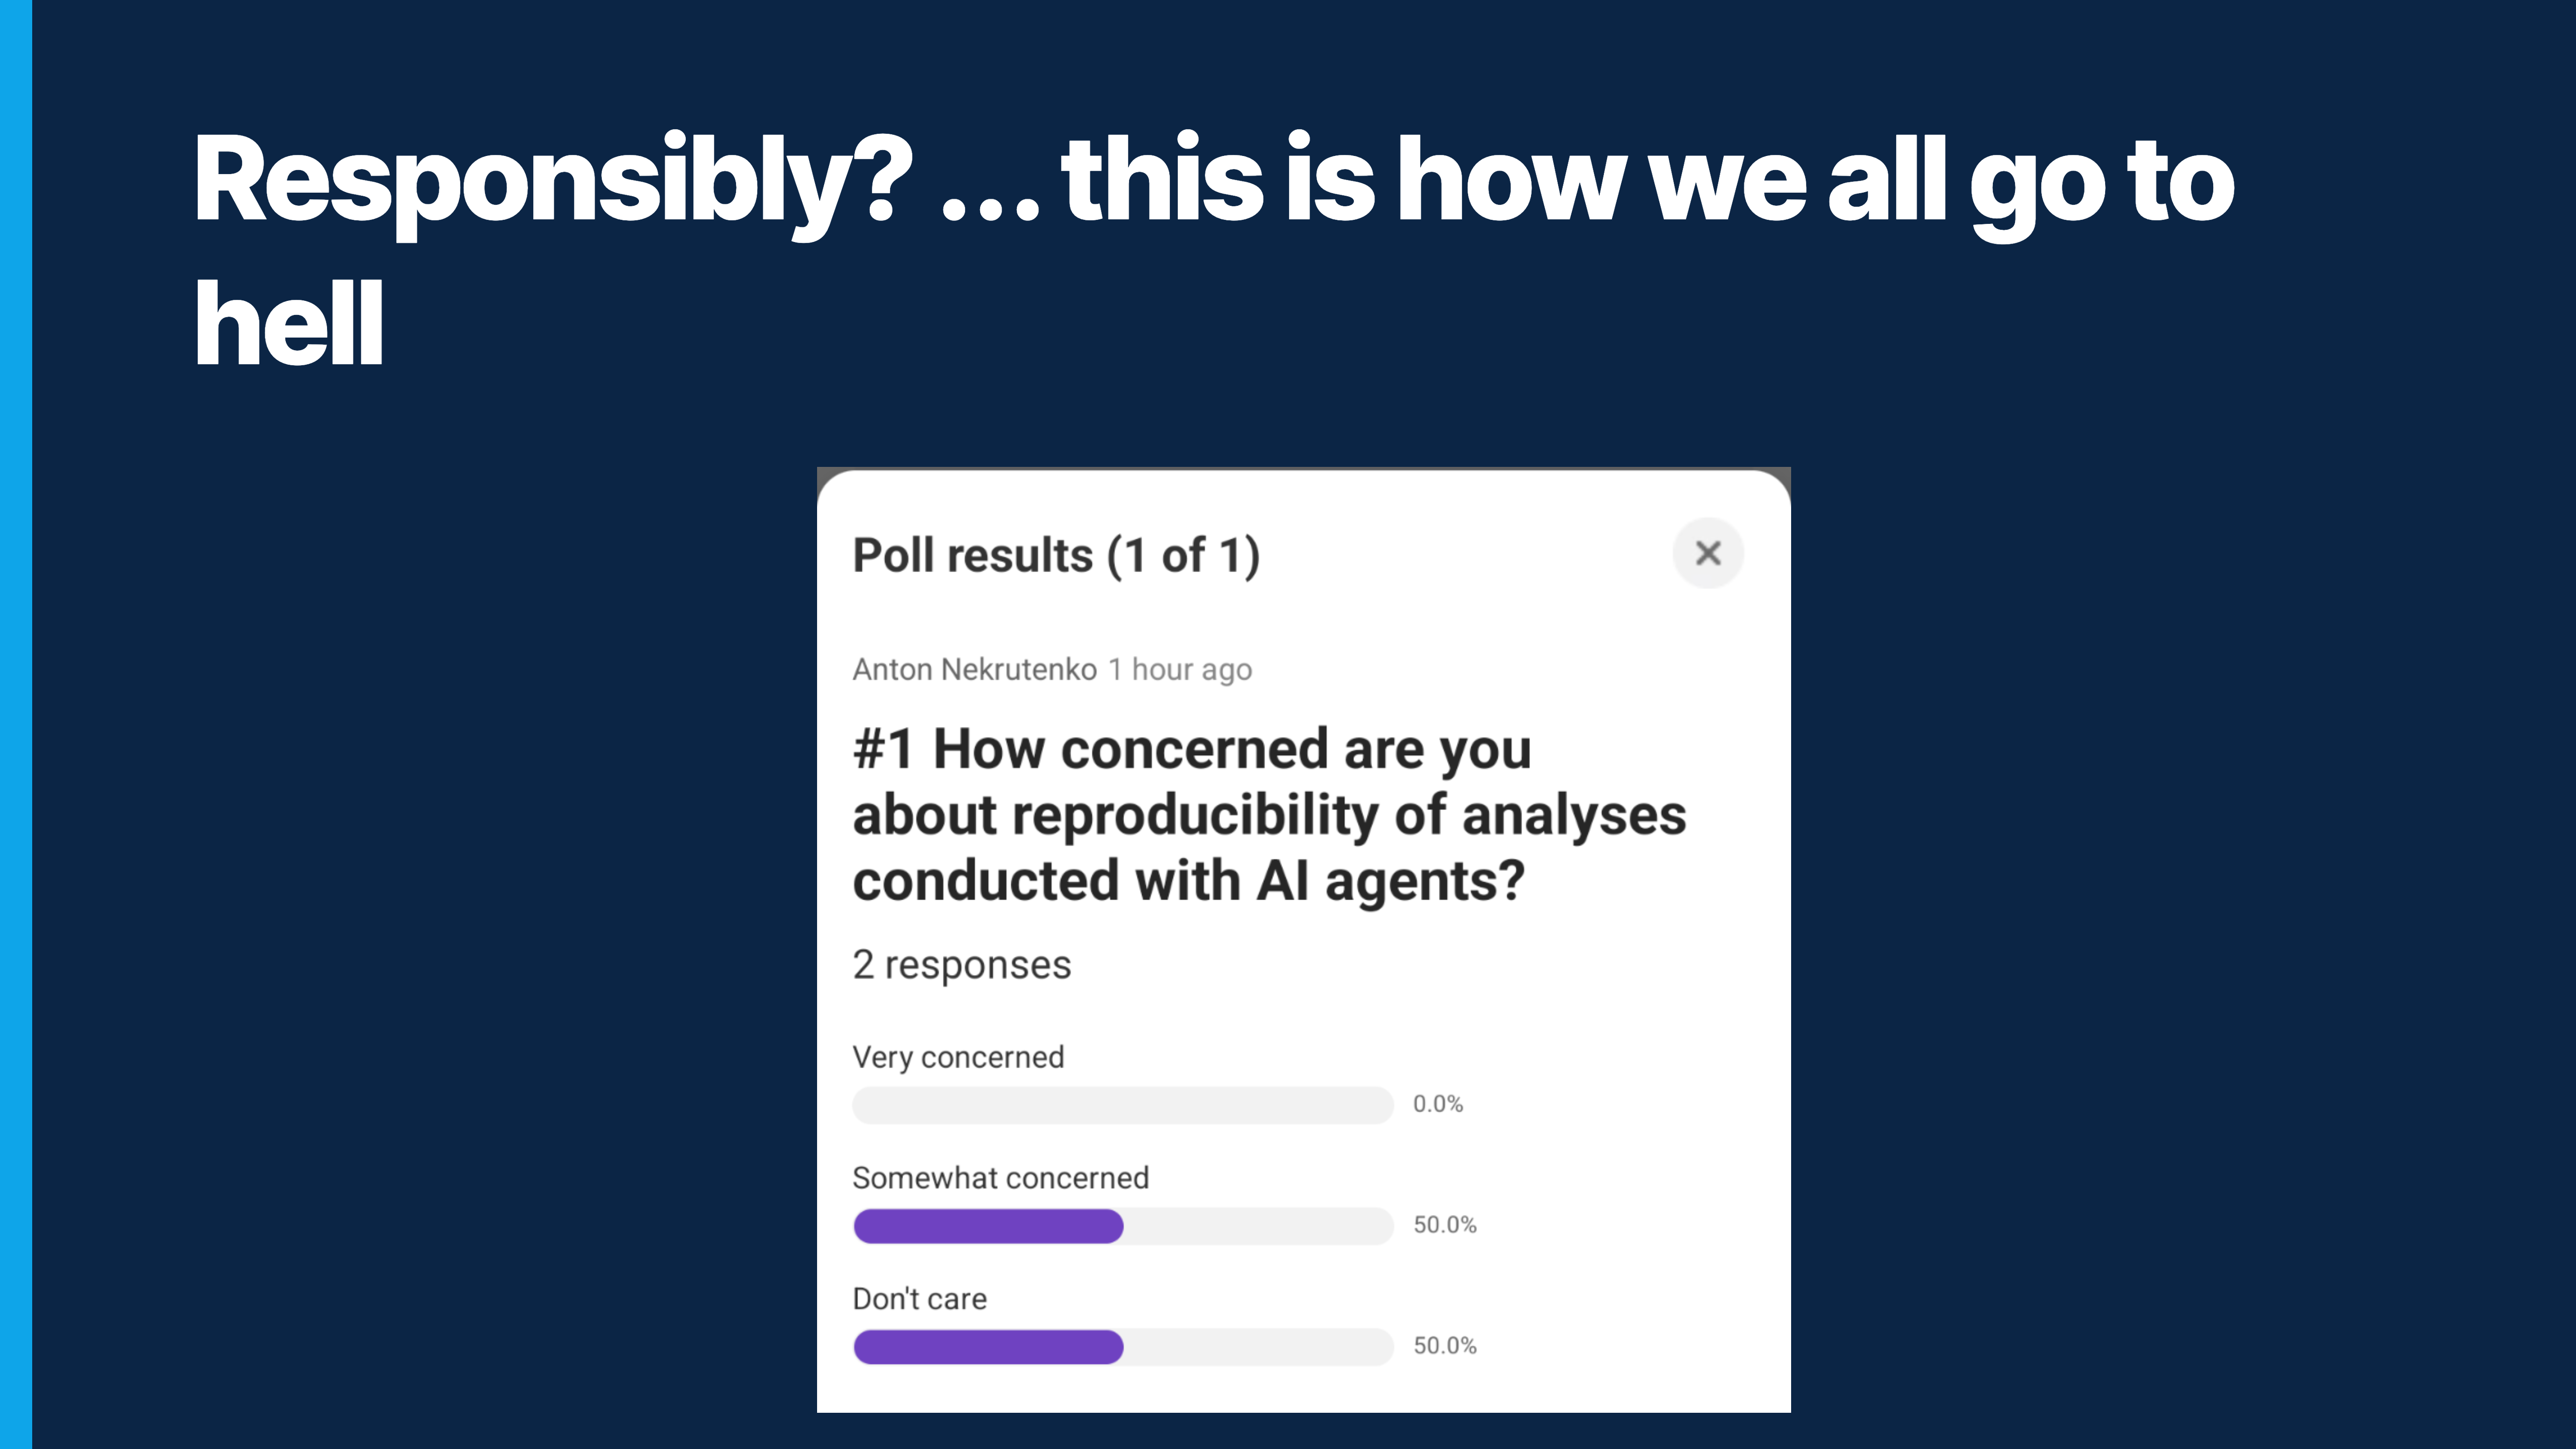 Responsibly? ... this is how we all go to
hell
Poll results (1 of 1)
Anton Nekrutenko 1 hour ago
#1 How concerned are you
about reproducibility of analyses
conducted with AI agents?
2 responses
Very concerned
0.0%
Somewhat concerned
50.0%
Don't care
50.0%